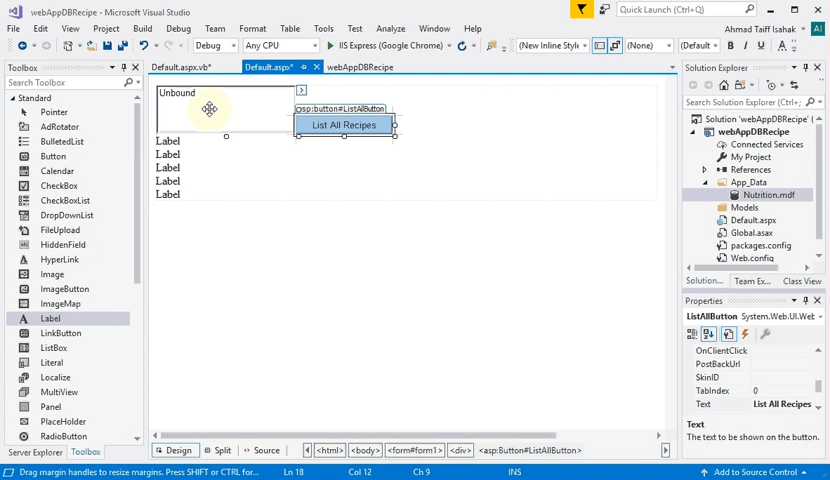 webAppDBRecipe - Microsoft Visual Studio
Quick Launch (Ctrl+Q)
File Edit View Project Build Debug Format Table Test Analyze Window Help
Ahmad Taiff Isahak
Debug
Any CPU
IIS Express (Google Chrome)
(New Inline Style
(None)
(Default
B I U A
Toolbox
Search Toolbox
Standard
Pointer
AdRotator
BulletedList
Button
Calendar
CheckBox
CheckBoxList
DropDownList
FileUpload
HiddenField
HyperLink
Image
ImageButton
ImageMap
Label
LinkButton
ListBox
Literal
Localize
MultiView
Panel
PlaceHolder
RadioButton
Server Explorer Toolbox
Default.aspx.vb*
Default.aspx*
webAppDBRecipe
Unbound
asp:button#ListAllButton
List All Recipes
Label
Label
Label
Label
Label
Design Split Source
<html> <body> <form#form1> <div> <asp:Button#ListAllButton>
Solution Explorer
Search Solution Explorer (Ctrl+;)
Solution 'webAppDBRecipe' (
webAppDBRecipe
Connected Services
My Project
References
App_Data
Nutrition.mdf
Models
Default.aspx
Global.asax
packages.config
Web.config
Solution... Team Ex... Class View
Properties
ListAllButton System.Web.UI.Web
OnClientClick
PostBackUrl
SkinID
TabIndex 0
Text List All Recipes
Text
The text to be shown on the button.
Drag margin handles to resize margins. Press SHIFT or CTRL for... Ln 18 Col 12 Ch 9 INS Add to Source Control